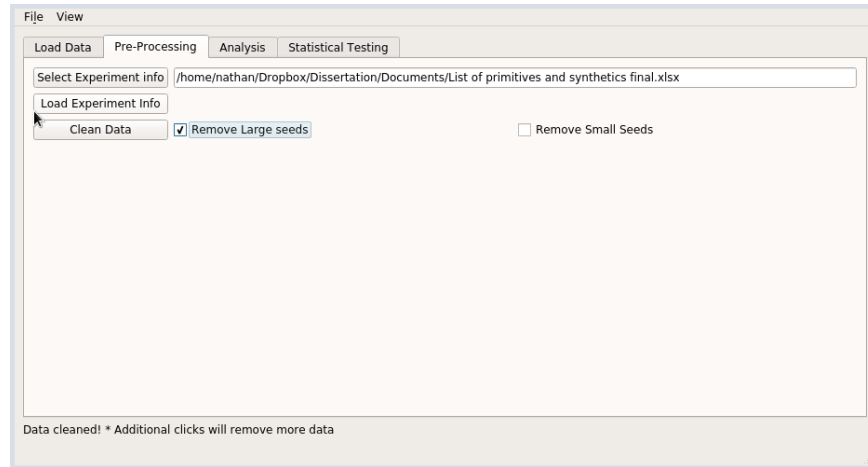 File View
Load Data Pre-Processing Analysis Statistical Testing
Select Experiment info /home/nathan/Dropbox/Dissertation/Documents/List of primitives and synthetics final.xlsx
Load Experiment Info
Clean Data Remove Large seeds Remove Small Seeds
Data cleaned! * Additional clicks will remove more data